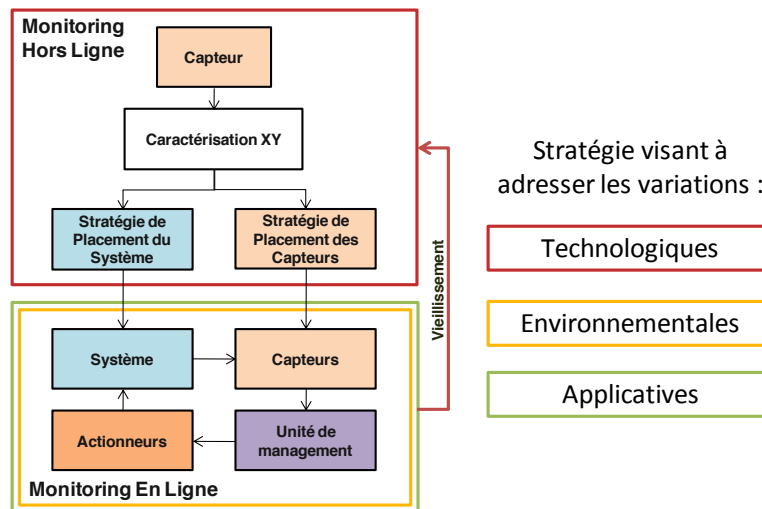 Monitoring
Hors Ligne
Capteur
Caractérisation XY
Stratégie de
Placement du
Système
Stratégie de
Placement des
Capteurs
Vieillissement
Système
Capteurs
Actionneurs
Unité de
management
Monitoring En Ligne
Stratégie visant à
adresser les variations :
Technologiques
Environnementales
Applicatives